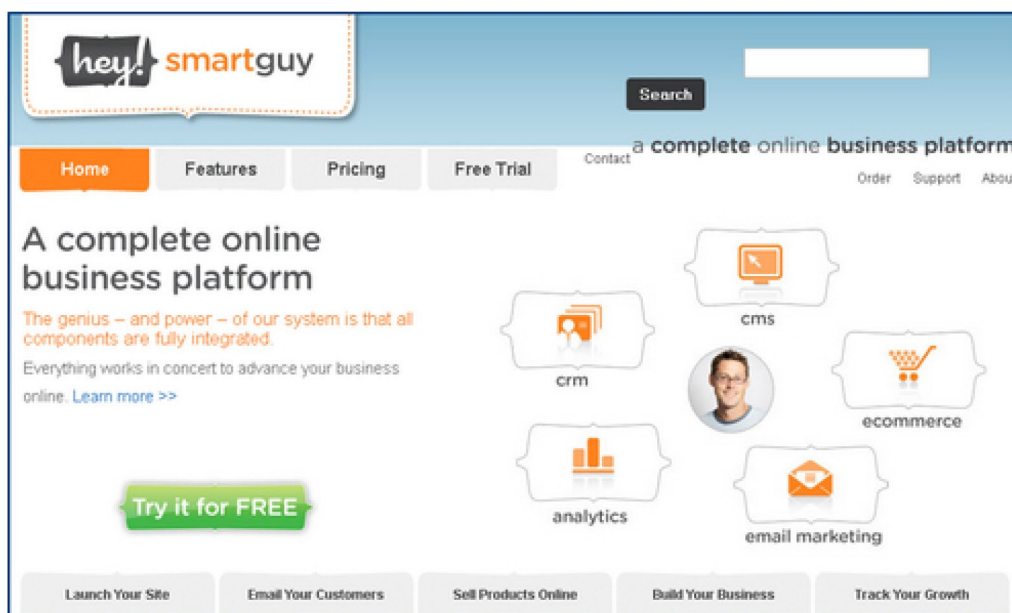 hey! smartguy
Search
a complete online business platform
Home
Features
Pricing
Free Trial
Contact
Order
Support
Abou
A complete online
business platform
The genius – and power – of our system is that all
components are fully integrated.
Everything works in concert to advance your business
online. Learn more >>
Try it for FREE
cms
crm
ecommerce
analytics
email marketing
Launch Your Site
Email Your Customers
Sell Products Online
Build Your Business
Track Your Growth